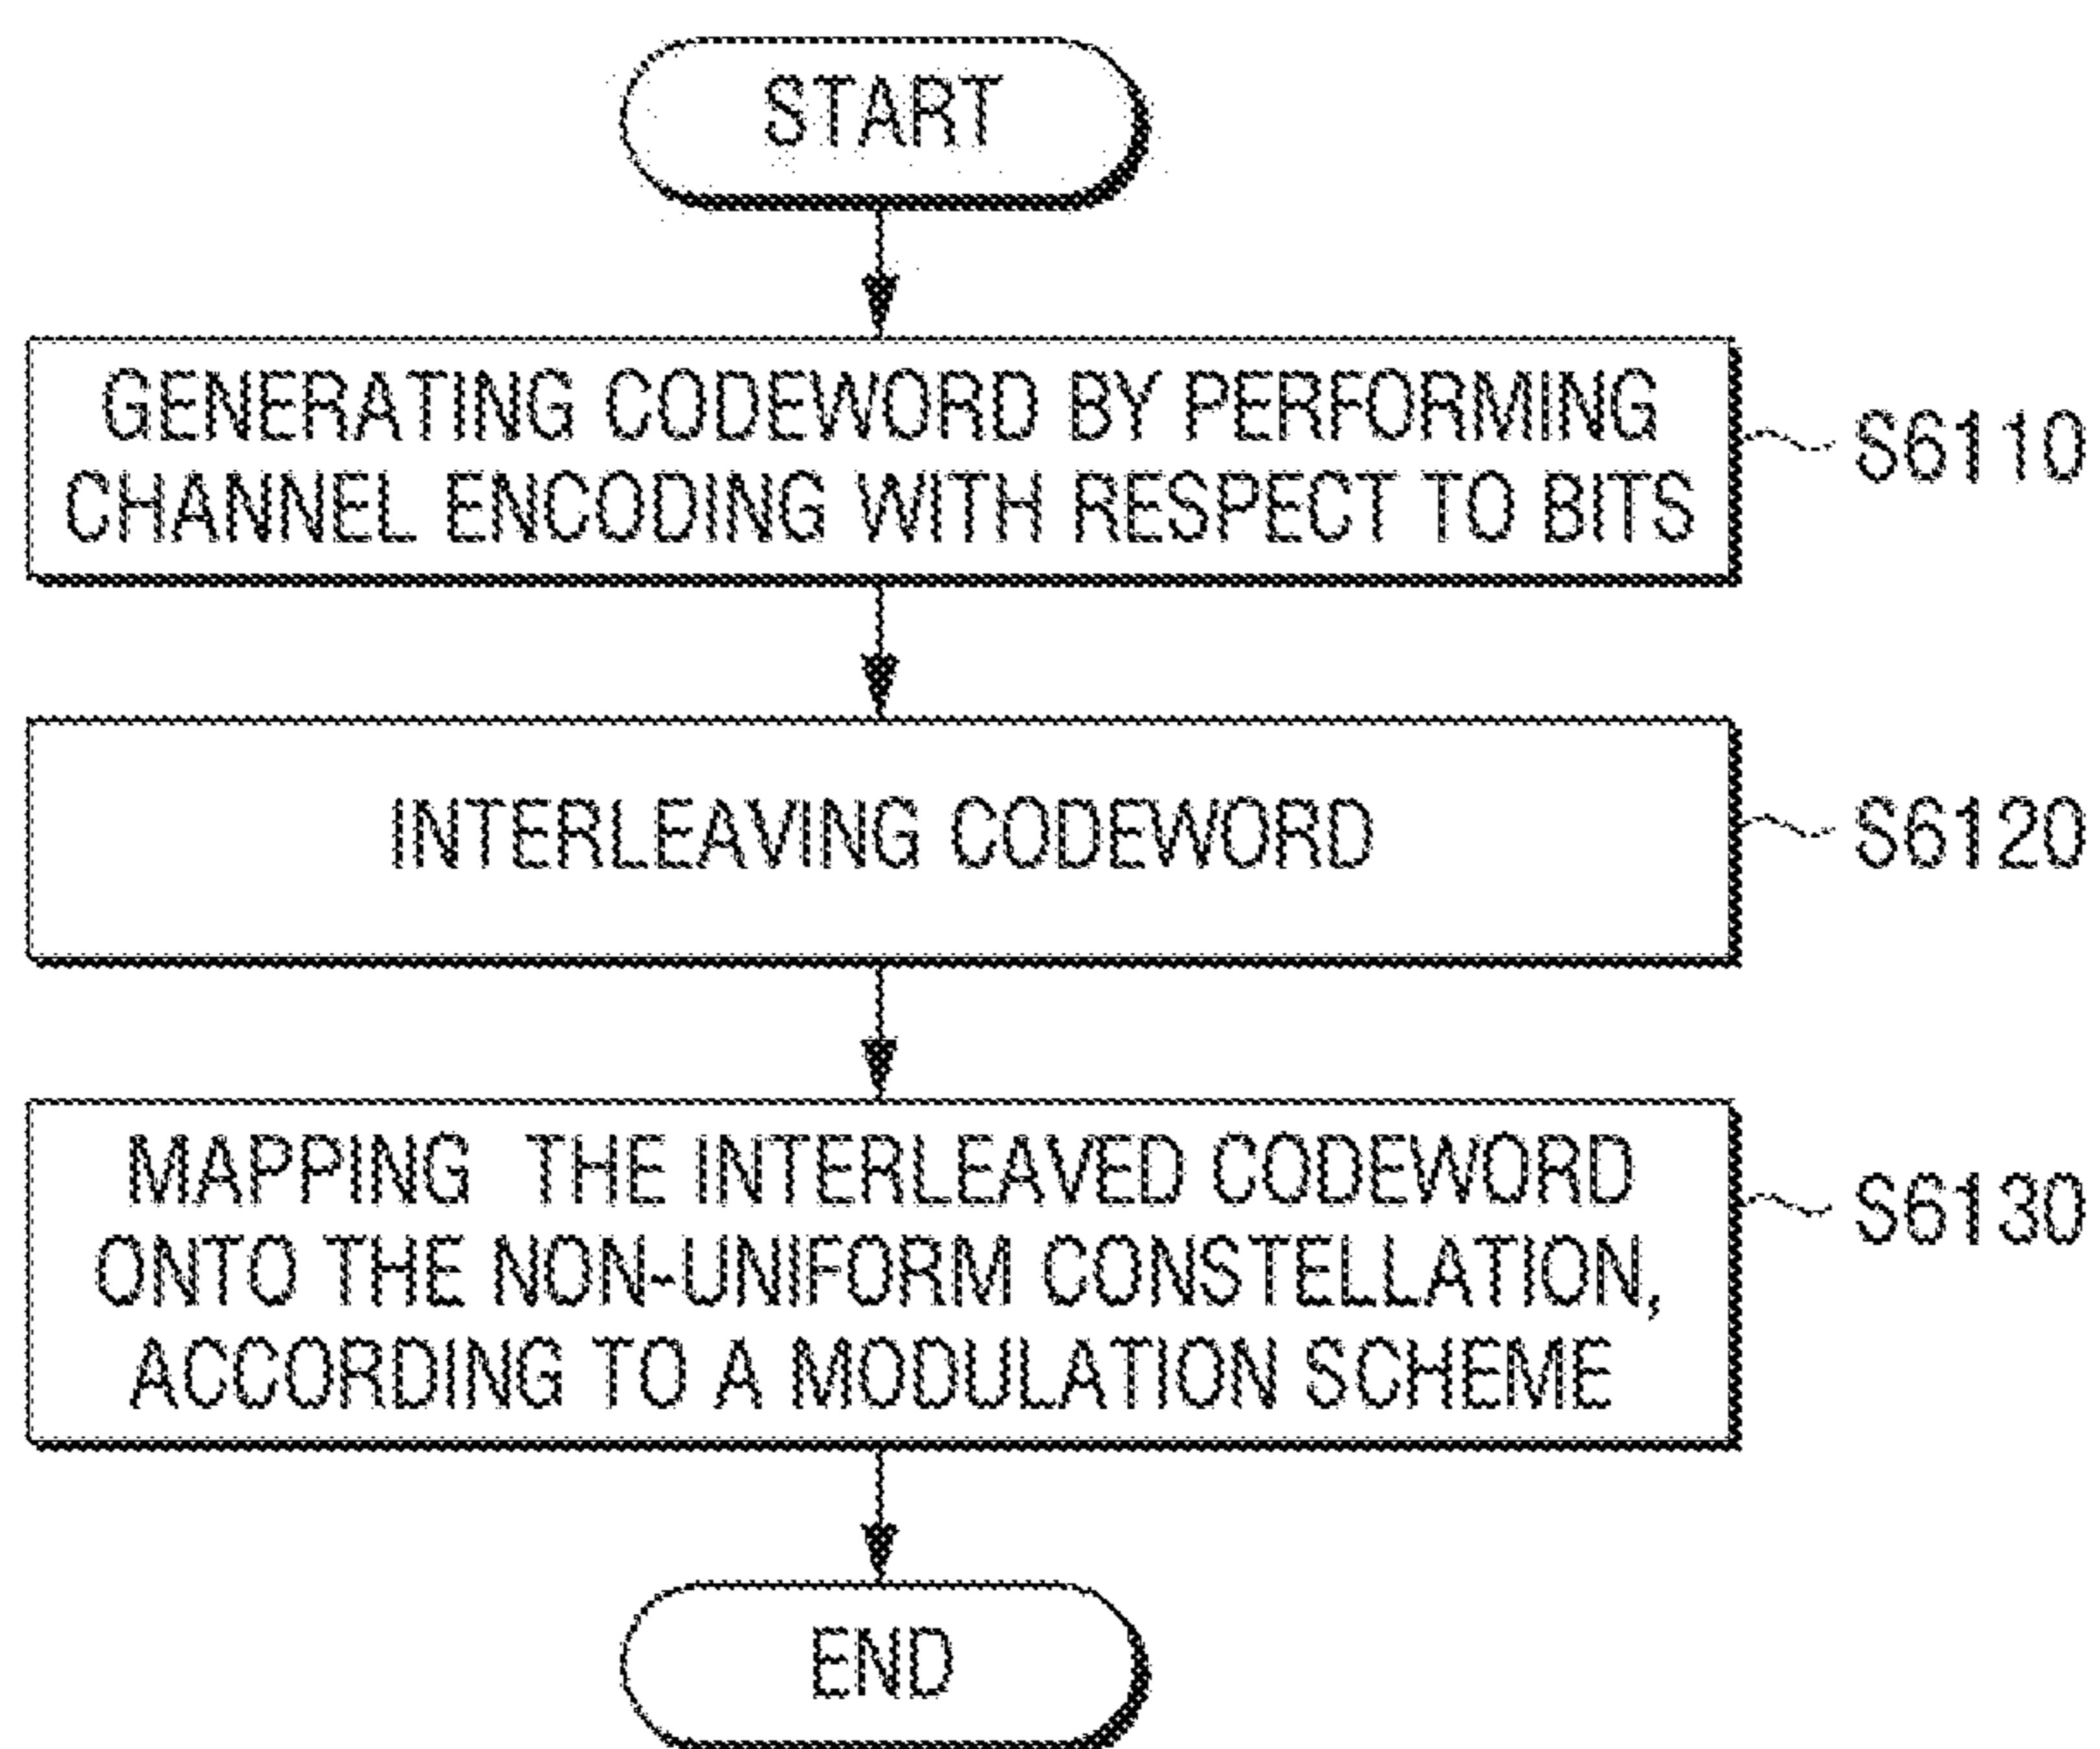 START
GENERATING CODEWORD BY PERFORMING
CHANNEL ENCODING WITH RESPECT TO BITS
S6110
INTERLEAVING CODEWORD
S6120
MAPPING THE INTERLEAVED CODEWORD
ONTO THE NON-UNIFORM CONSTELLATION,
ACCORDING TO A MODULATION SCHEME
S6130
END